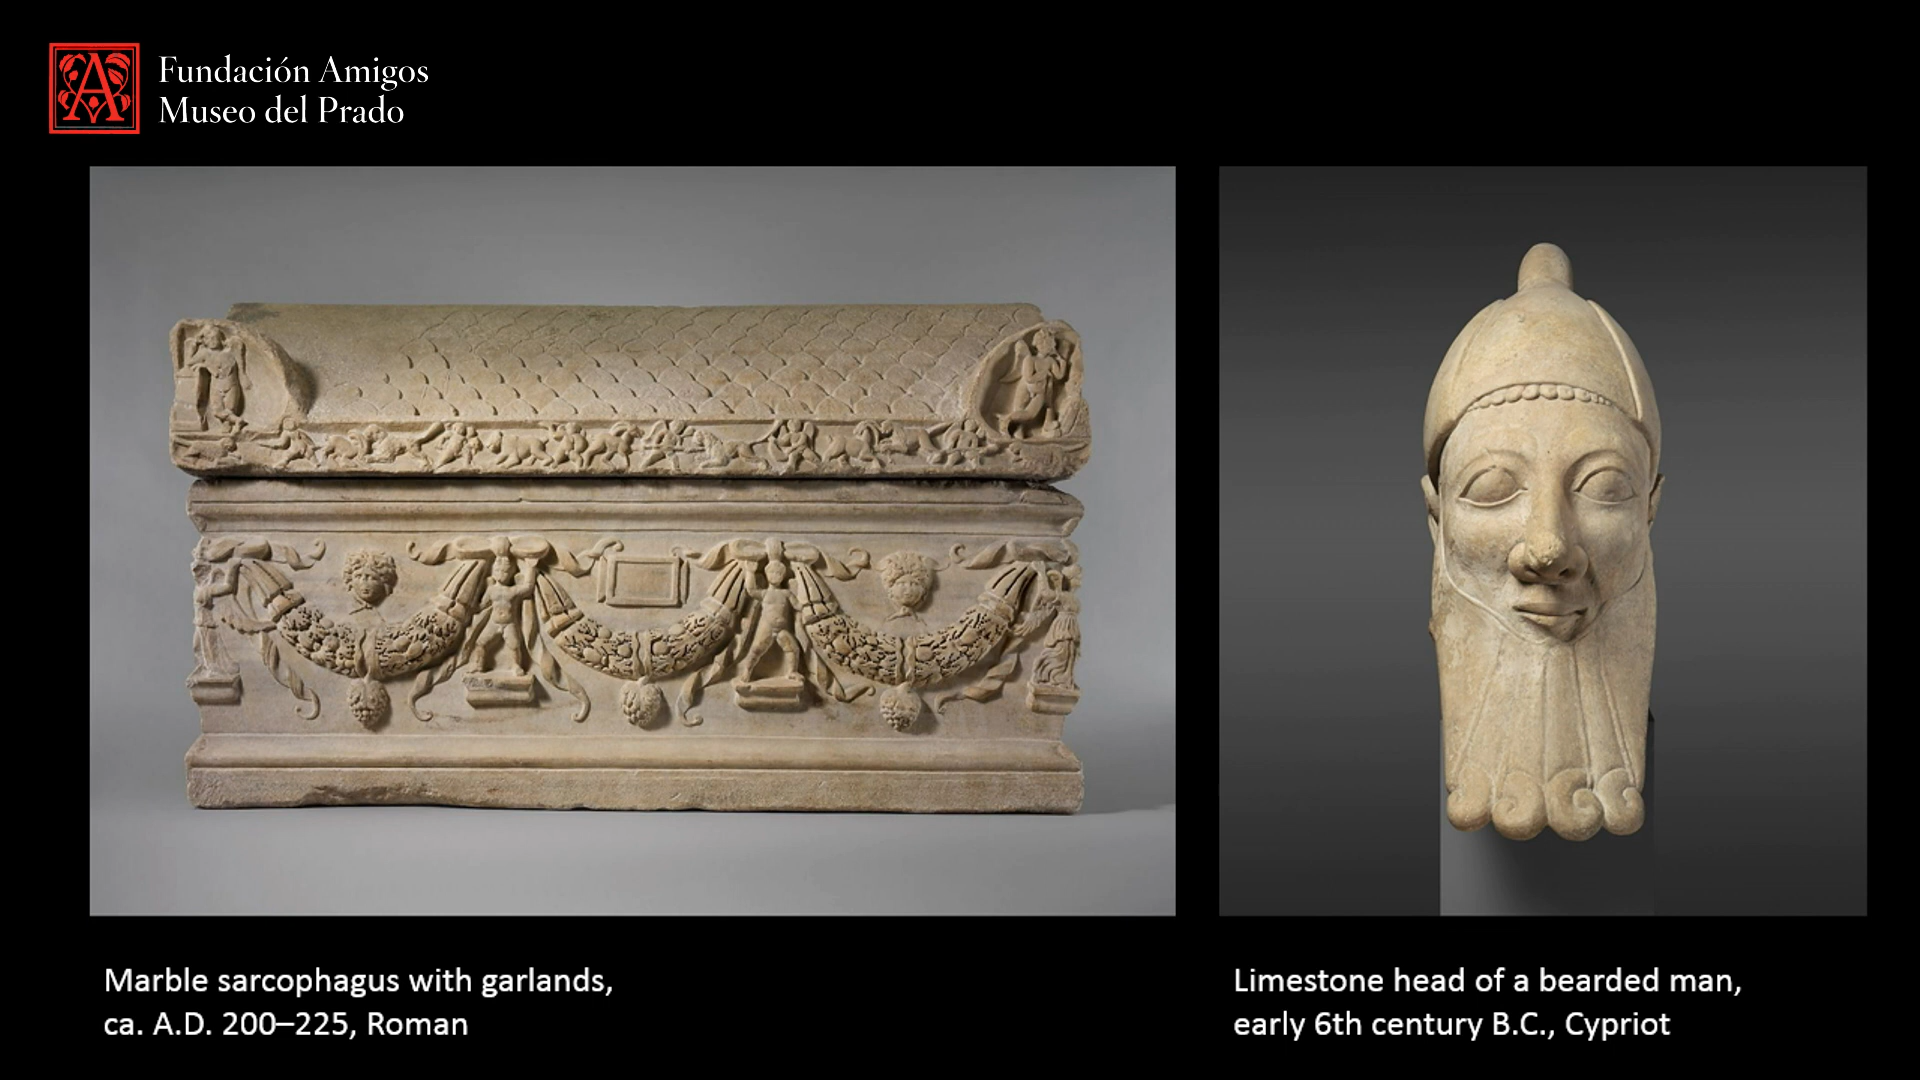 Fundación Amigos
Museo del Prado
Marble sarcophagus with garlands,
ca. A.D. 200–225, Roman
Limestone head of a bearded man,
early 6th century B.C., Cypriot